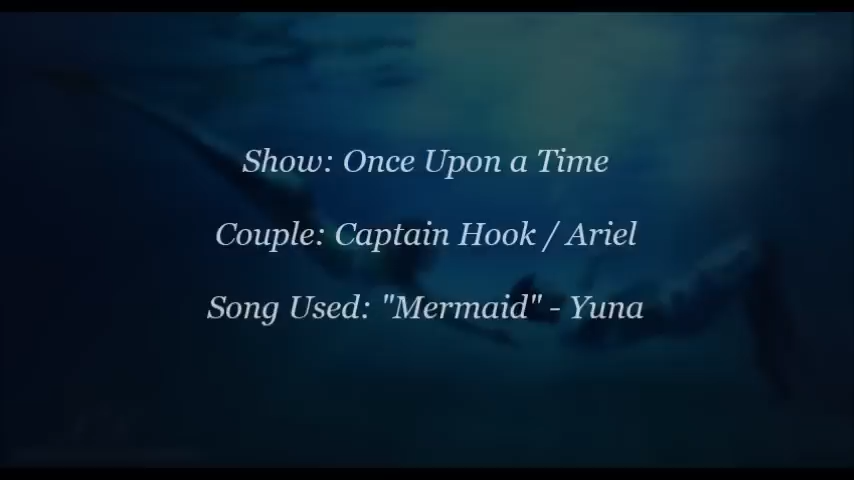 Show: Once Upon a Time
Couple: Captain Hook / Ariel
Song Used: "Mermaid" - Yuna